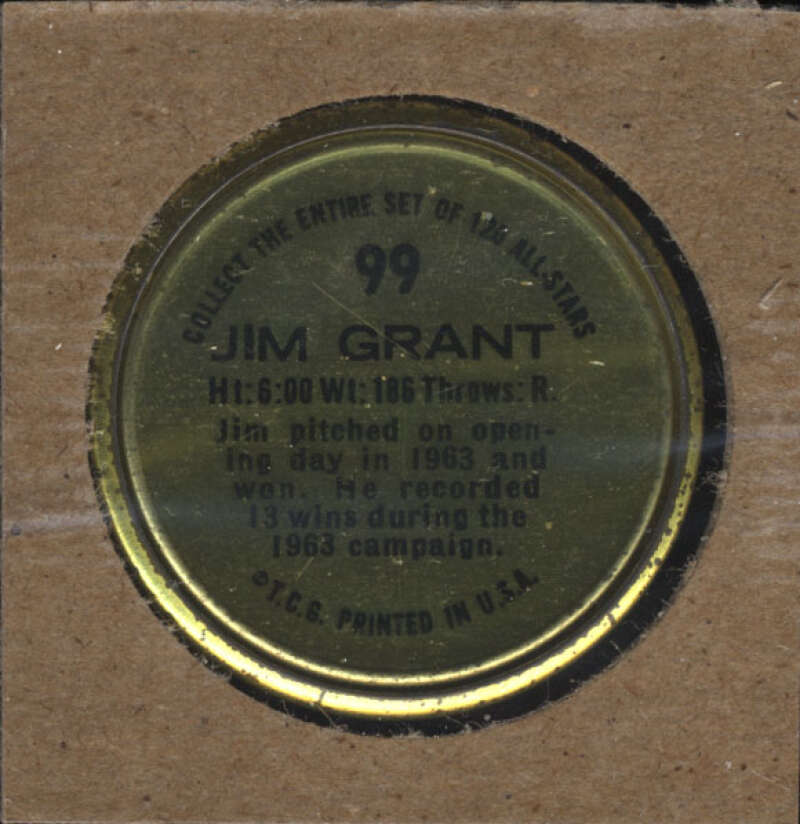 COLLECT THE ENTIRE SET OF 120 ALL-STARS
99
JIM GRANT
Ht:6:00 Wt:186 Throws: R.
Jim pitched on open-
ing day in 1963 and
won. He recorded
13 wins during the
1963 campaign.
©T.C.G. PRINTED IN U.S.A.